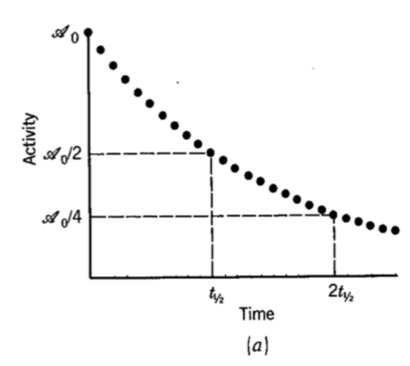 𝒜₀
Activity
𝒜₀/2
𝒜₀/4
t½
2t½
Time
(a)